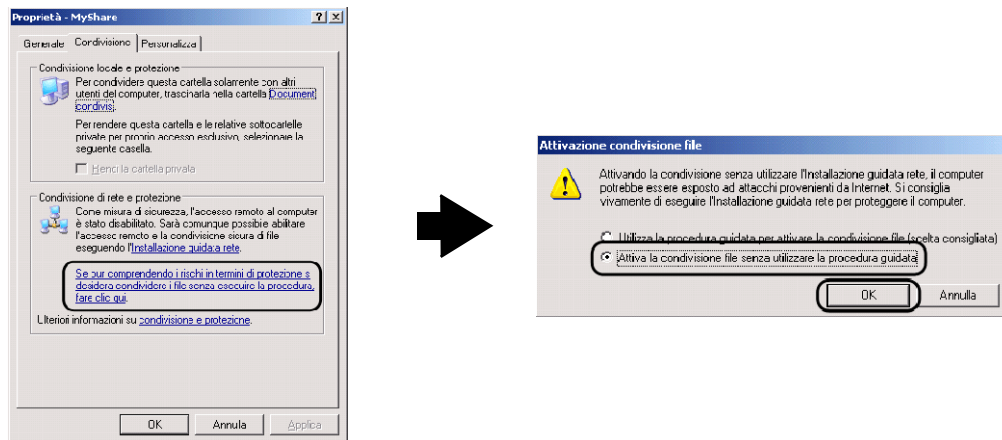 Proprietà - MyShare
Generale Condivisione Personalizza
Condivisione locale e protezione
Per condividere questa cartella solamente con altri
utenti del computer, trascinarla nella cartella Document
condivis.
Per rendere questa cartella e le relative sottocartelle
private per proprio accesso esclusivo, selezionare la
seguente casella.
Rendi la cartella privata
Condivisione di rete e protezione
Come misura di sicurezza, l'accesso remoto al computer
è stato disabilitato. Sarà comunque possibile abilitare
l'accesso remoto e la condivisione sicura di file
eseguendo l'Installazione guidata rete.
Se pur comprendendo i rischi in termini di protezione si
desidera condividere i file senza eseguire la procedura,
fare clic qui.
Ulteriori informazioni su condivisione e protezione.
OK Annulla Applica
Attivazione condivisione file
Attivando la condivisione senza utilizzare l'Installazione guidata rete, il computer
potrebbe essere esposto ad attacchi provenienti da Internet. Si consiglia
vivamente di eseguire l'Installazione guidata rete per proteggere il computer.
Utilizza la procedura guidata per attivare la condivisione file (scelta consigliata)
Attiva la condivisione file senza utilizzare la procedura guidata
OK Annulla